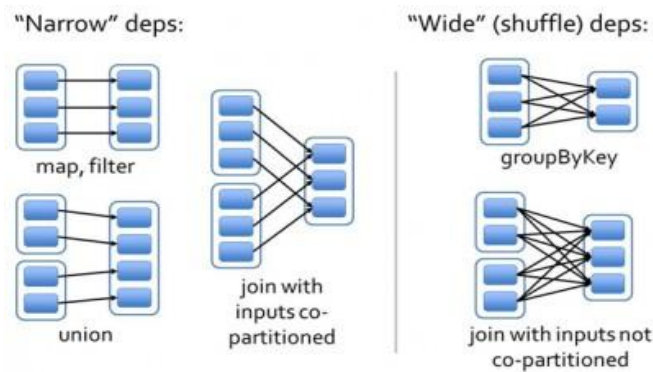 “Narrow” deps:
“Wide” (shuffle) deps:
map, filter
groupByKey
union
join with
inputs co-
partitioned
join with inputs not
co-partitioned